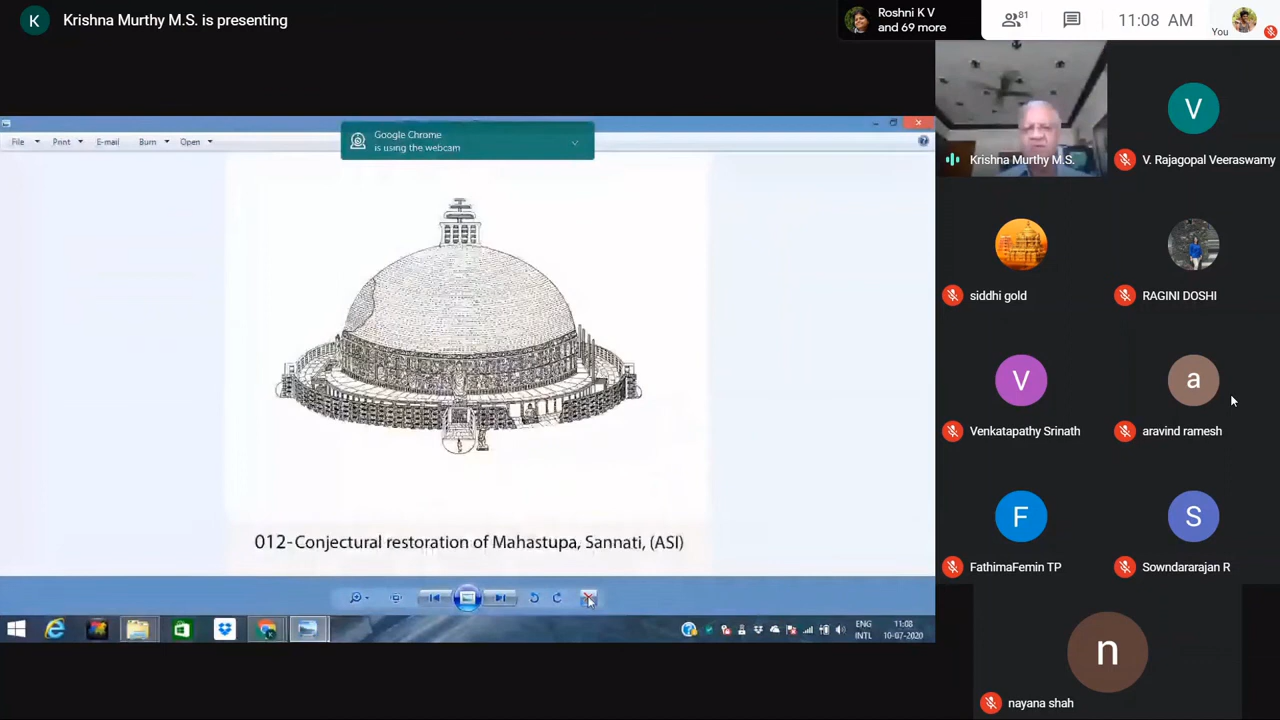 K
Krishna Murthy M.S. is presenting
Roshni K V
and 69 more
81
11:08 AM
You
Google Chrome
is using the webcam
File
Print
E-mail
Burn
Open
012-Conjectural restoration of Mahastupa, Sannati, (ASI)
ENG
INTL
11:08
10-07-2020
Krishna Murthy M.S.
V
V. Rajagopal Veeraswamy
siddhi gold
RAGINI DOSHI
V
Venkatapathy Srinath
a
aravind ramesh
F
FathimaFemin TP
S
Sowndararajan R
n
nayana shah